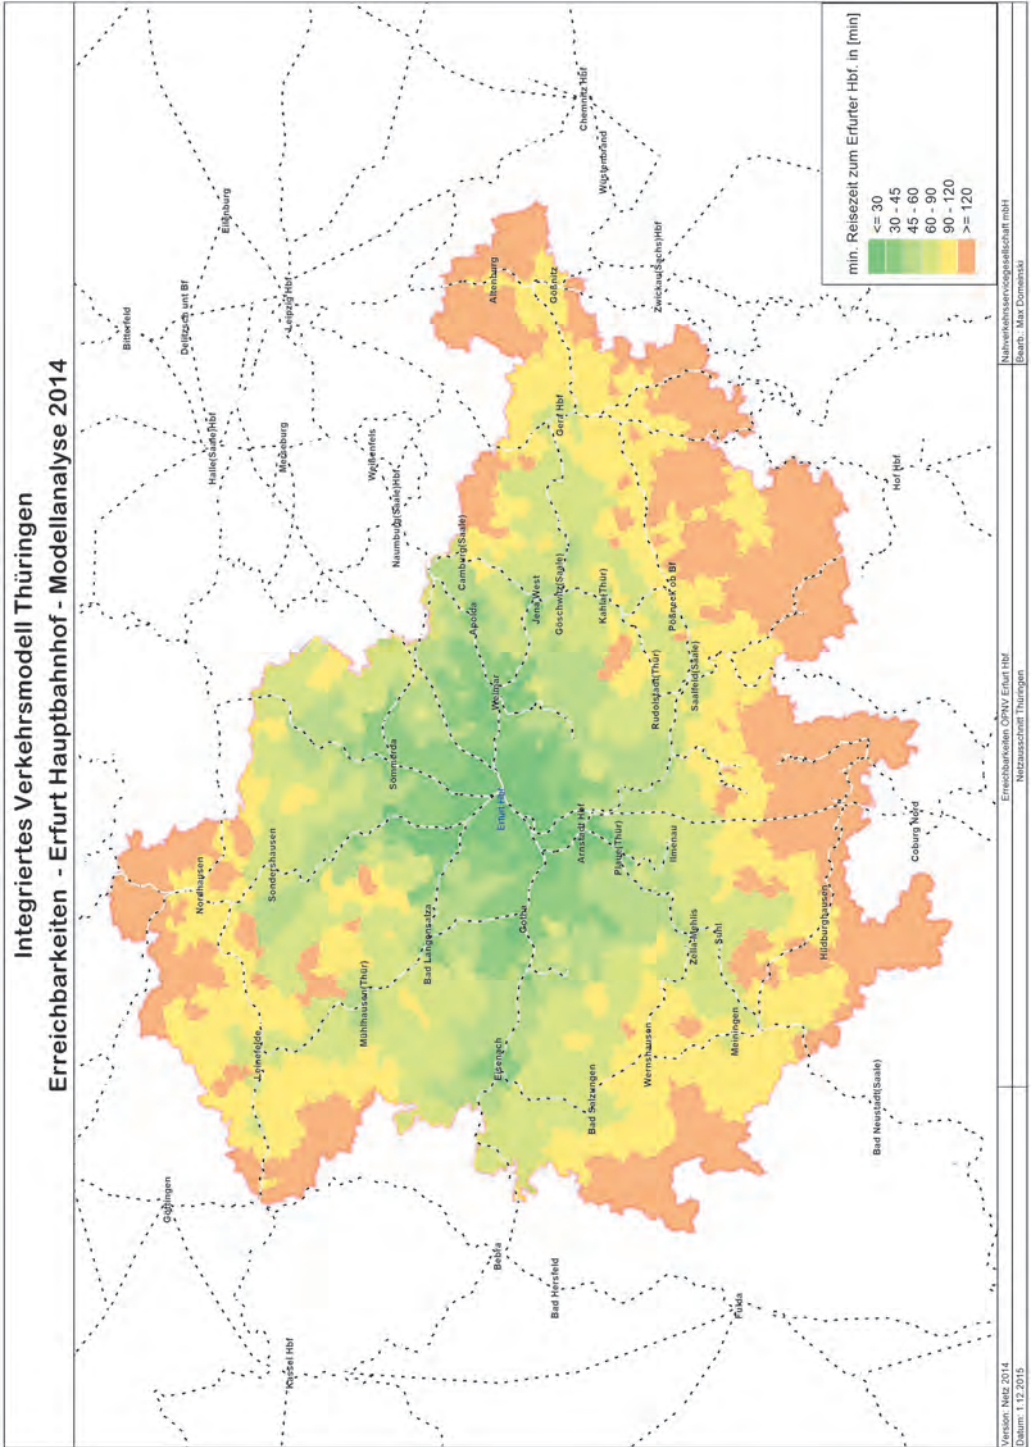 Integriertes Verkehrsmodell Thüringen
Erreichbarkeiten - Erfurt Hauptbahnhof - Modellanalyse 2014
Bitterfeld
Eilenburg
Delitzsch unt Bf
Halle(Saale)Hbf
Leipzig Hbf
Merseburg
Weißenfels
Naumburg(Saale)Hbf
Göttingen
Kassel Hbf
Nordhausen
Sondershausen
Leinefelde
Mühlhausen(Thür)
Bad Langensalza
Sömmerda
Camburg(Saale)
Apolda
Weimar
Jena West
Göschwitz(Saale)
Kahla(Thür)
Gera Hbf
Altenburg
Gößnitz
Chemnitz Hbf
Wüstenbrand
Zwickau(Sachs)Hbf
Erfurt Hbf
Gotha
Eisenach
Bebra
Bad Hersfeld
Fulda
Arnstadt Hbf
Plaue(Thür)
Ilmenau
Rudolstadt(Thür)
Saalfeld(Saale)
Pößneck ob Bf
Bad Salzungen
Wernshausen
Zella-Mehlis
Suhl
Meiningen
Hildburghausen
Bad Neustadt(Saale)
Coburg Nord
Hof Hbf
min. Reisezeit zum Erfurter Hbf. in [min]
<= 30
30 - 45
45 - 60
60 - 90
90 - 120
>= 120
Version: Netz 2014
Datum: 1.12.2015
Erreichbarkeiten ÖPNV Erfurt Hbf.
Netzausschnitt Thüringen
Nahverkehrsservicegesellschaft mbH
Bearb.: Max Domeinski